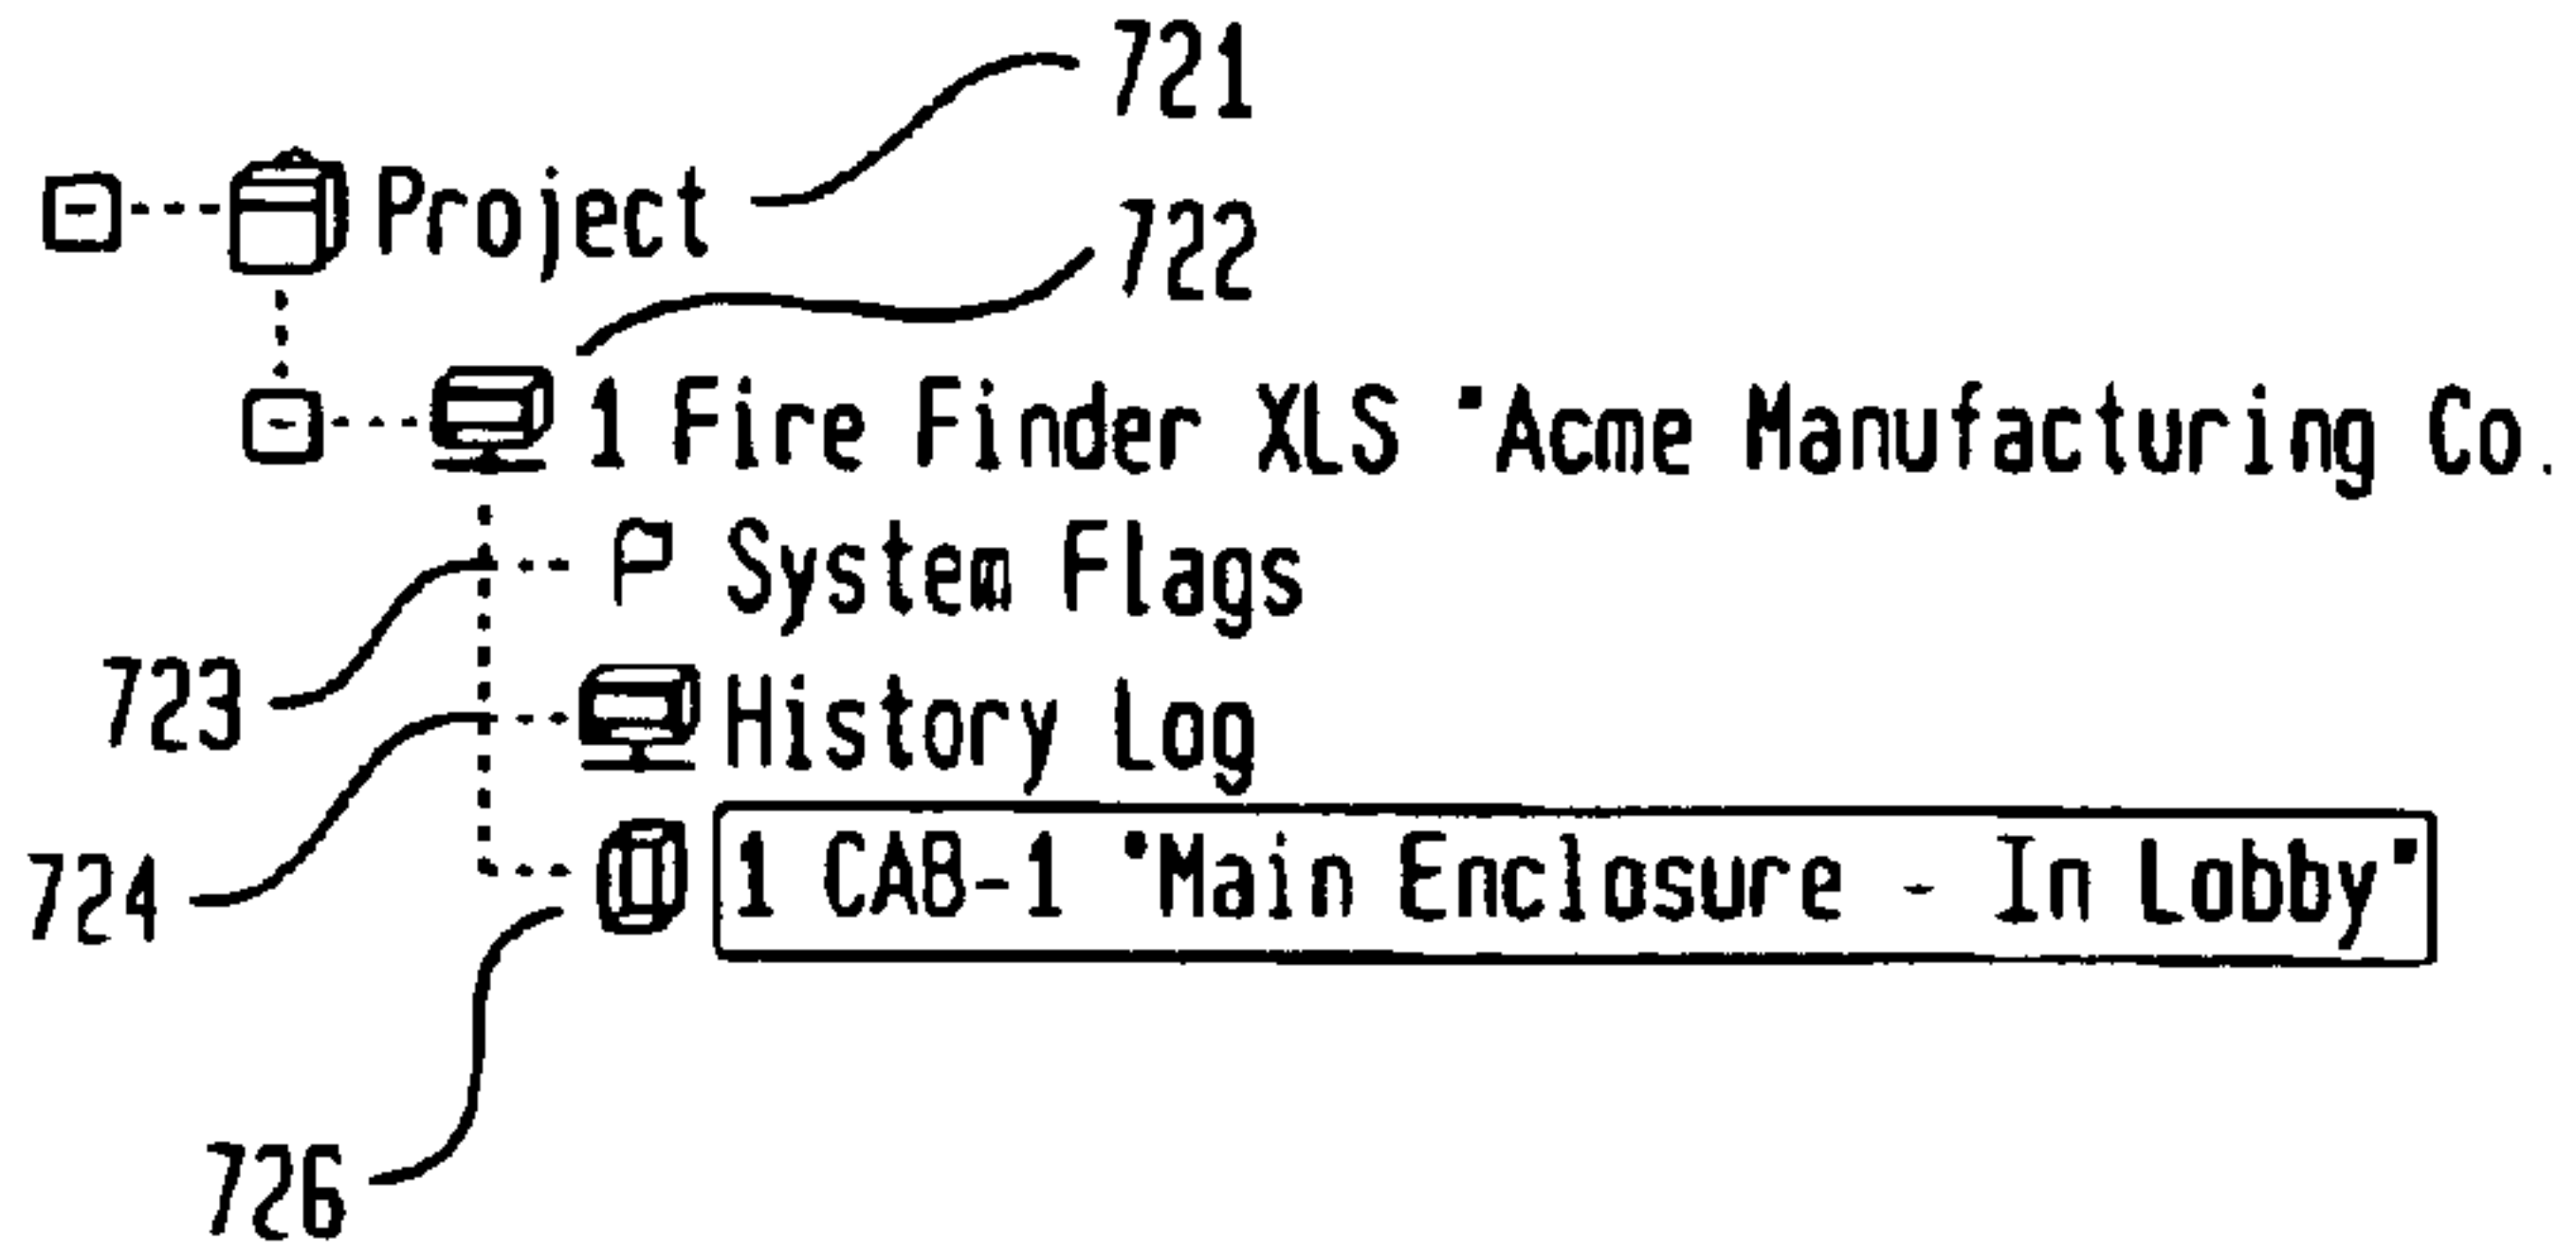 721
Project
722
1 Fire Finder XLS "Acme Manufacturing Co.
System Flags
723
History Log
724
1 CAB-1 "Main Enclosure - In Lobby"
726